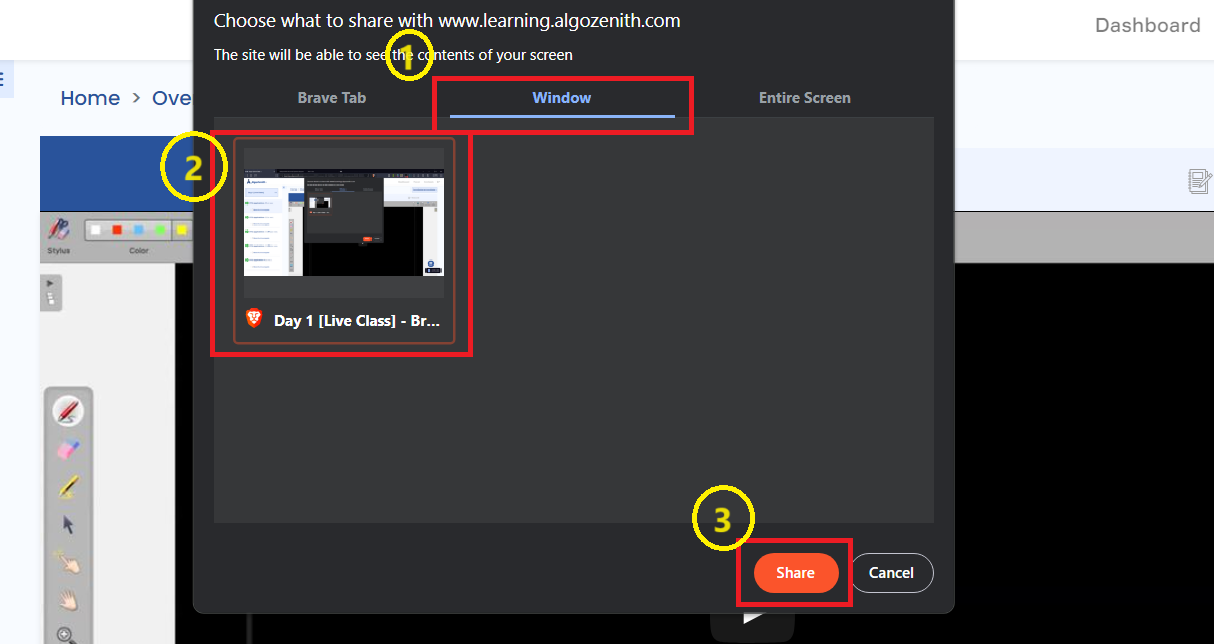 Choose what to share with www.learning.algozenith.com
Dashboard
The site will be able to see the contents of your screen
1
Home > Ove
Brave Tab
Window
Entire Screen
2
Stylus
Color
Day 1 [Live Class] - Br...
3
Share
Cancel